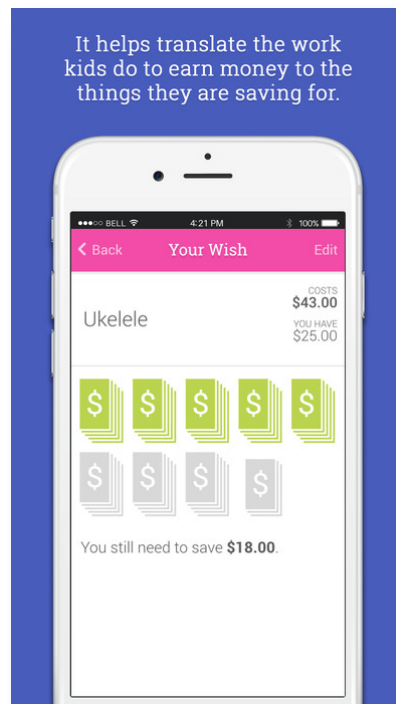 It helps translate the work
kids do to earn money to the
things they are saving for.
BELL 4:21 PM 100%
Back Your Wish Edit
COSTS
$43.00
Ukelele
YOU HAVE
$25.00
$ $ $ $ $
$ $ $ $
You still need to save $18.00.